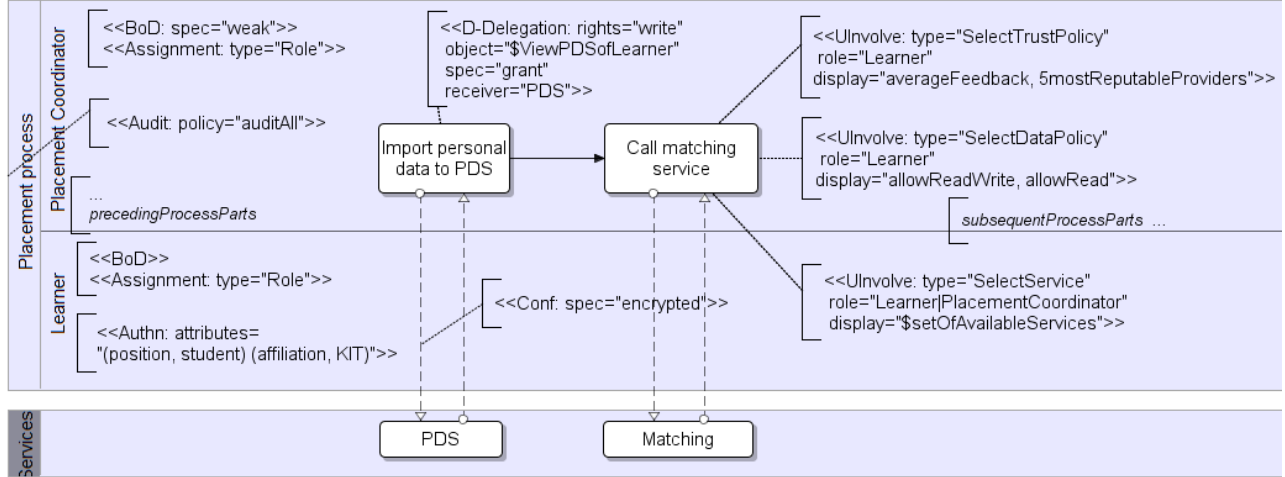 Placement process
Placement Coordinator
<<BoD: spec="weak">>
<<Assignment: type="Role">>
<<Audit: policy="auditAll">>
...
precedingProcessParts
<<D-Delegation: rights="write"
object="$ViewPDSofLearner"
spec="grant"
receiver="PDS">>
Import personal
data to PDS
Call matching
service
<<UInvolve: type="SelectTrustPolicy"
role="Learner"
display="averageFeedback, 5mostReputableProviders">>
<<UInvolve: type="SelectDataPolicy"
role="Learner"
display="allowReadWrite, allowRead">>
subsequentProcessParts ...
Learner
<<BoD>>
<<Assignment: type="Role">>
<<Authn: attributes=
"(position, student) (affiliation, KIT)">>
<<Conf: spec="encrypted">>
<<UInvolve: type="SelectService"
role="Learner|PlacementCoordinator"
display="$setOfAvailableServices">>
Services
PDS
Matching